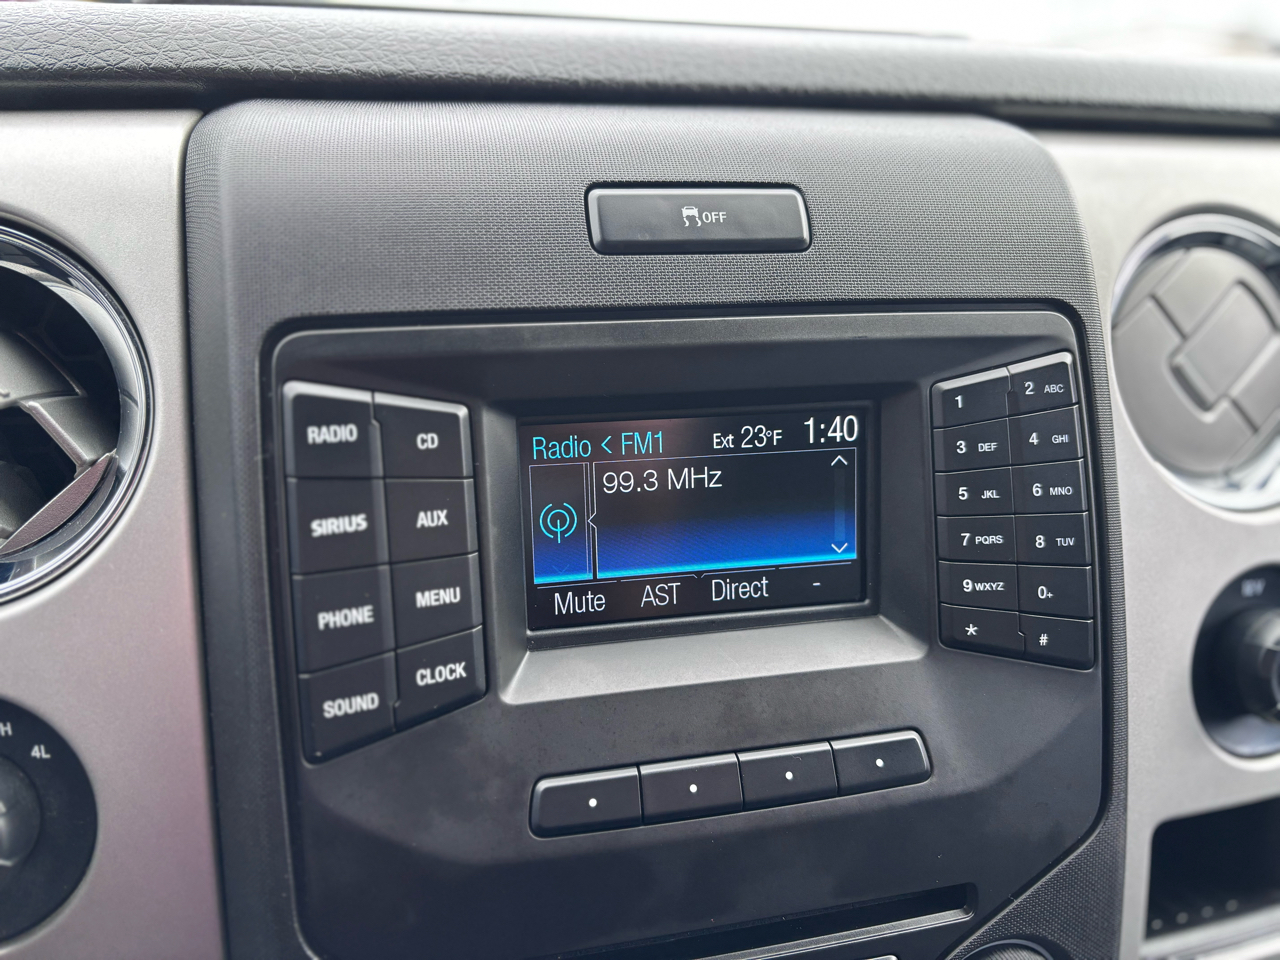 OFF
RADIO
CD
SIRIUS
AUX
PHONE
MENU
SOUND
CLOCK
Radio < FM1 Ext 23°F 1:40
99.3 MHz
Mute AST Direct -
1
2 ABC
3 DEF
4 GHI
5 JKL
6 MNO
7 PQRS
8 TUV
9 WXYZ
0+
*
#
H
4L